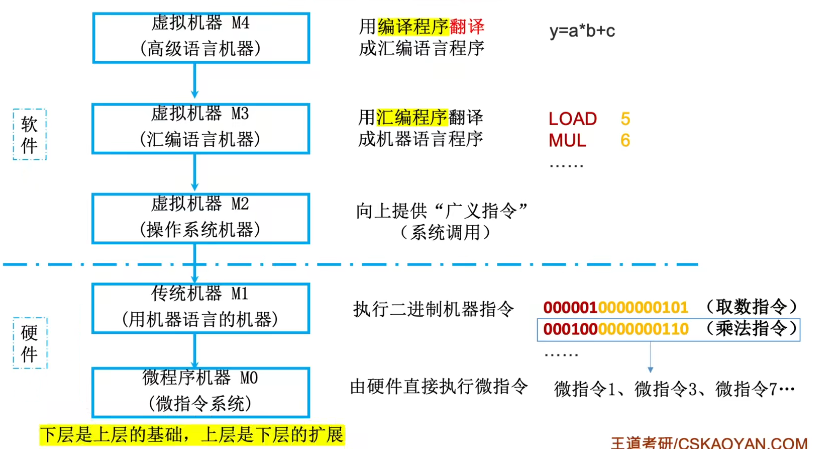 虚拟机器 M4
(高级语言机器)
用编译程序翻译
成汇编语言程序
y=a*b+c
软件
虚拟机器 M3
(汇编语言机器)
用汇编程序翻译
成机器语言程序
LOAD 5
MUL 6
……
虚拟机器 M2
(操作系统机器)
向上提供“广义指令”
（系统调用）
硬件
传统机器 M1
(用机器语言的机器)
执行二进制机器指令
0000010000000101 （取数指令）
0001000000000110 （乘法指令）
……
微程序机器 M0
(微指令系统)
由硬件直接执行微指令
微指令1、微指令3、微指令7…
下层是上层的基础，上层是下层的扩展
王道考研/CSKAOYAN.COM